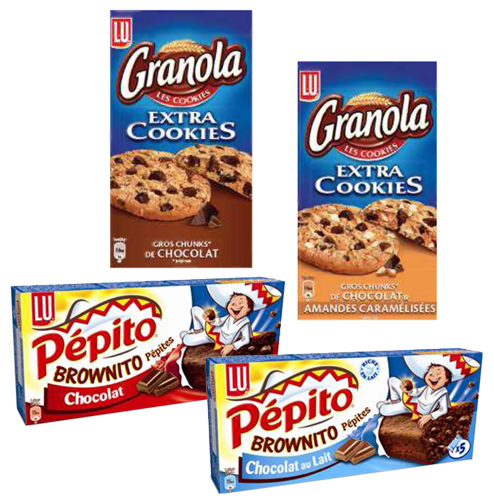 LU
Granola
LES COOKIES
EXTRA
COOKIES
GROS CHUNKS*
DE CHOCOLAT
LU
Granola
LES COOKIES
EXTRA
COOKIES
GROS CHUNKS*
DE CHOCOLAT &
AMANDES CARAMÉLISÉES
LU
Pépito
BROWNITO Pépites
Chocolat
LU
Pépito
BROWNITO Pépites
Chocolat au Lait
x5